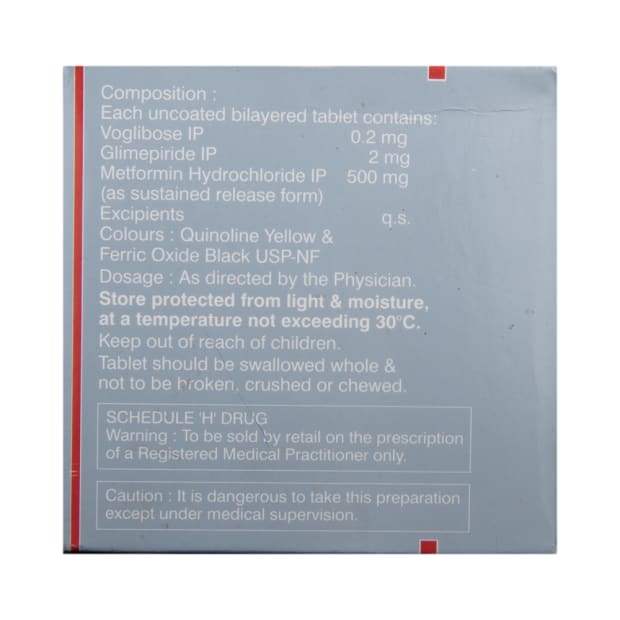 Composition :
Each uncoated bilayered tablet contains:
Voglibose IP 0.2 mg
Glimepiride IP 2 mg
Metformin Hydrochloride IP 500 mg
(as sustained release form)
Excipients q.s.
Colours : Quinoline Yellow &
Ferric Oxide Black USP-NF
Dosage : As directed by the Physician.
Store protected from light & moisture,
at a temperature not exceeding 30°C.
Keep out of reach of children.
Tablet should be swallowed whole &
not to be broken, crushed or chewed.
SCHEDULE 'H' DRUG
Warning : To be sold by retail on the prescription
of a Registered Medical Practitioner only.
Caution : It is dangerous to take this preparation
except under medical supervision.